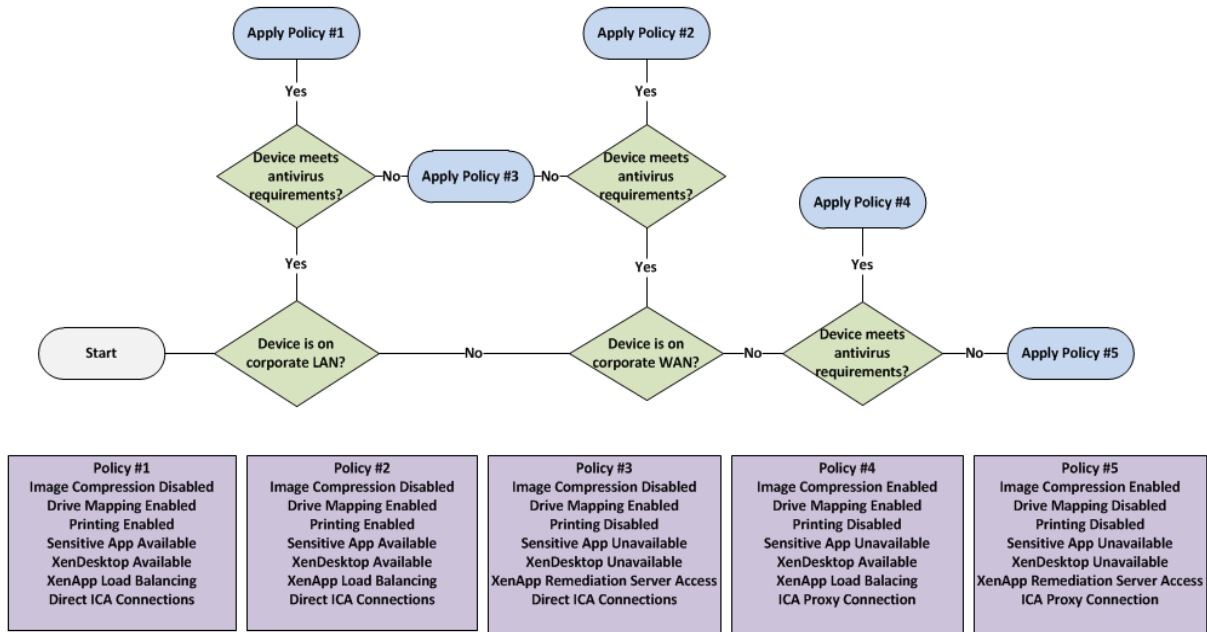 Apply Policy #1
Apply Policy #2
Yes
Yes
Device meets
antivirus
requirements?
No
Apply Policy #3
No
Device meets
antivirus
requirements?
Apply Policy #4
Yes
Yes
Yes
Start
Device is on
corporate LAN?
No
Device is on
corporate WAN?
No
Device meets
antivirus
requirements?
No
Apply Policy #5
Policy #1
Image Compression Disabled
Drive Mapping Enabled
Printing Enabled
Sensitive App Available
XenDesktop Available
XenApp Load Balancing
Direct ICA Connections
Policy #2
Image Compression Disabled
Drive Mapping Enabled
Printing Enabled
Sensitive App Available
XenDesktop Available
XenApp Load Balancing
Direct ICA Connections
Policy #3
Image Compression Disabled
Drive Mapping Enabled
Printing Disabled
Sensitive App Unavailable
XenDesktop Unavailable
XenApp Remediation Server Access
Direct ICA Connections
Policy #4
Image Compression Enabled
Drive Mapping Enabled
Printing Disabled
Sensitive App Unavailable
XenDesktop Available
XenApp Load Balacing
ICA Proxy Connection
Policy #5
Image Compression Enabled
Drive Mapping Disabled
Printing Disabled
Sensitive App Unavailable
XenDesktop Unavailable
XenApp Remediation Server Access
ICA Proxy Connection